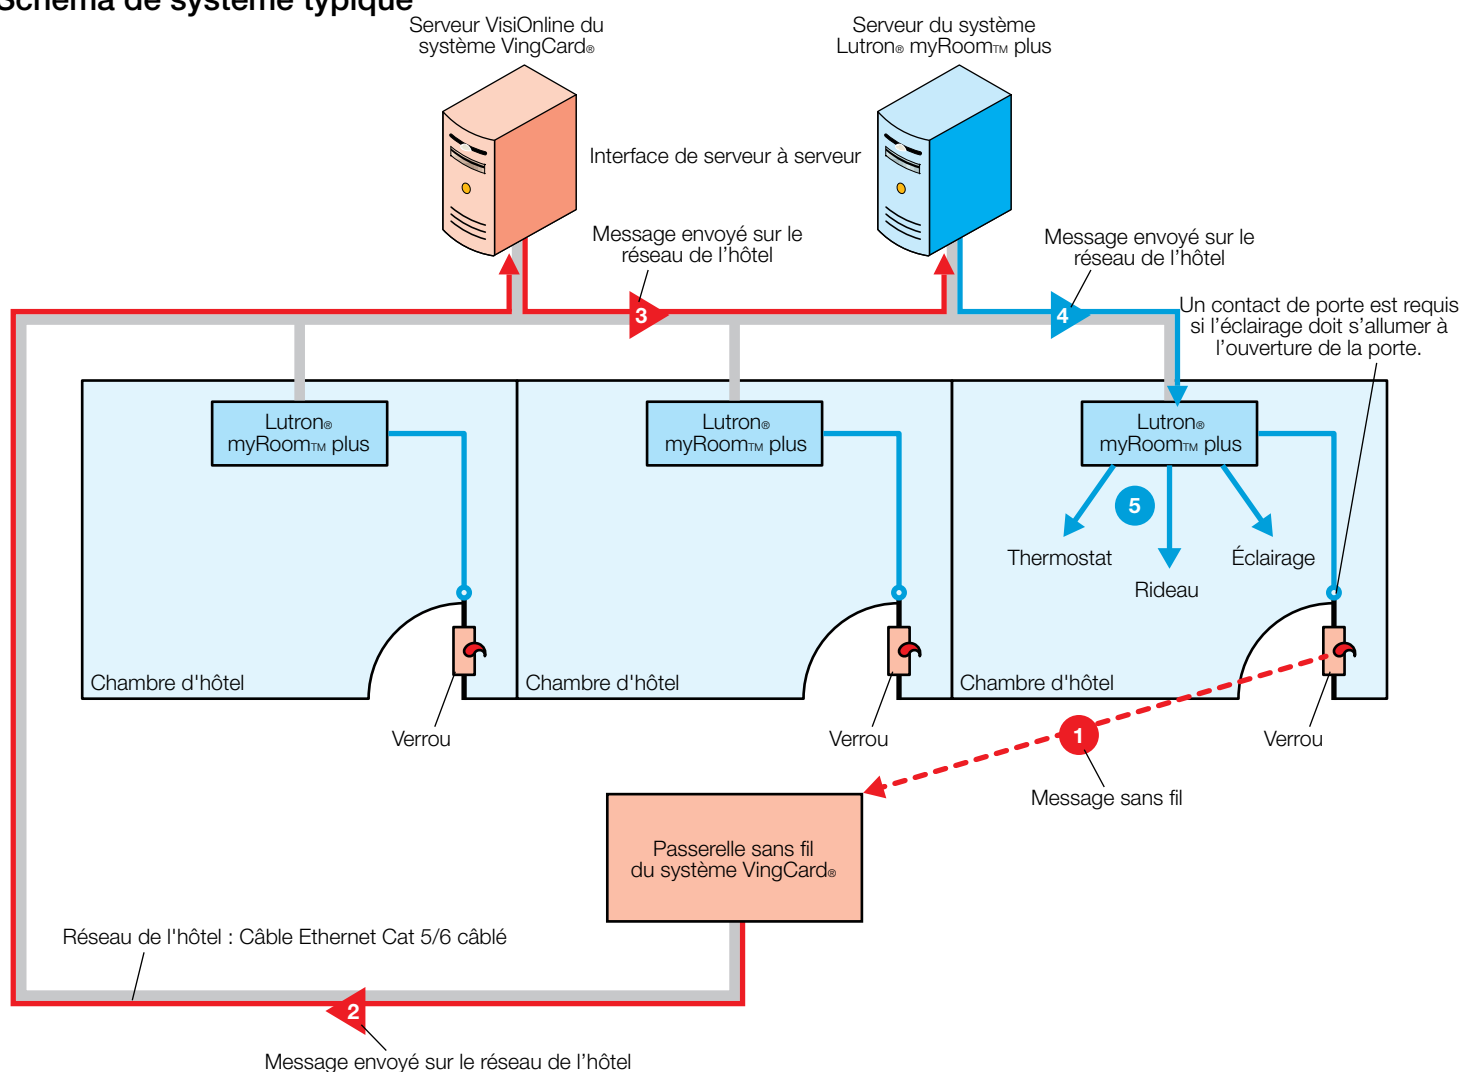 Schéma de système typique
Serveur VisiOnline du
système VingCard®
Serveur du système
Lutron® myRoom™ plus
Interface de serveur à serveur
Message envoyé sur le
réseau de l'hôtel
3
Message envoyé sur le
réseau de l'hôtel
4
Un contact de porte est requis
si l'éclairage doit s'allumer à
l'ouverture de la porte.
Lutron®
myRoom™ plus
Lutron®
myRoom™ plus
Lutron®
myRoom™ plus
5
Thermostat
Rideau
Éclairage
Chambre d'hôtel
Chambre d'hôtel
Chambre d'hôtel
Verrou
Verrou
Verrou
1
Message sans fil
Passerelle sans fil
du système VingCard®
Réseau de l'hôtel : Câble Ethernet Cat 5/6 câblé
2
Message envoyé sur le réseau de l'hôtel